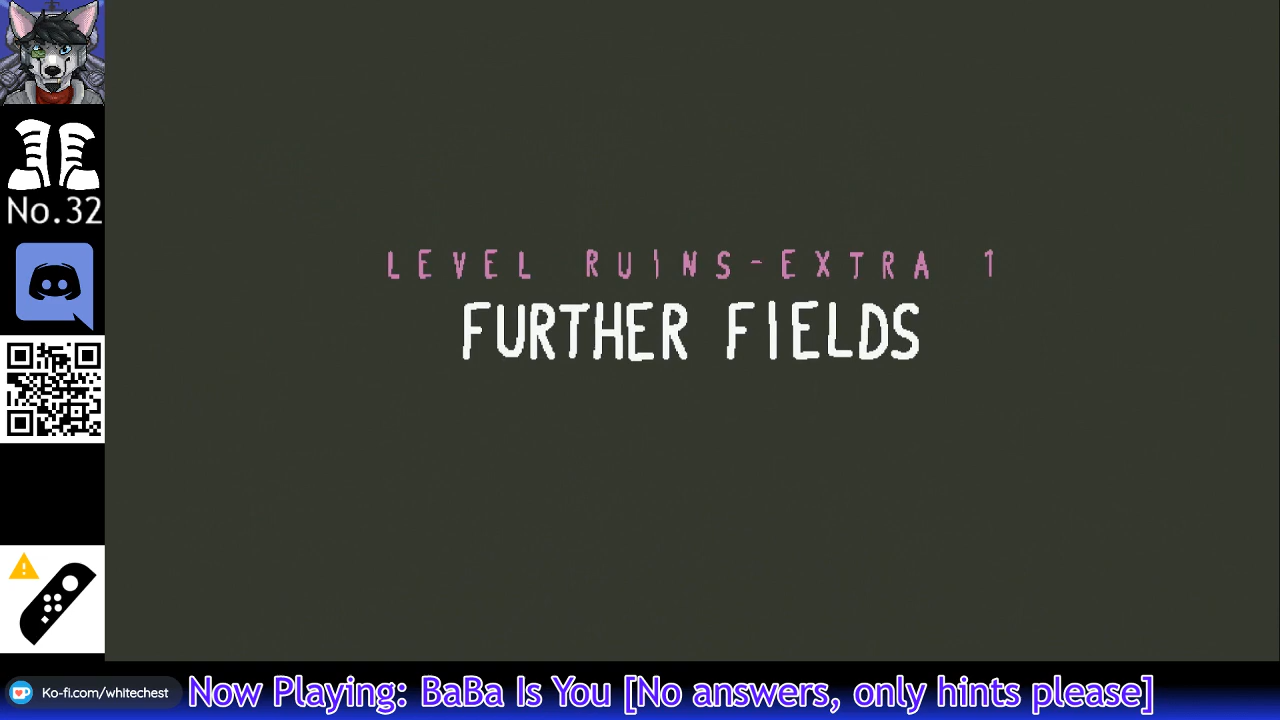 No.32
LEVEL RUINS-EXTRA 1
FURTHER FIELDS
Ko-fi.com/whitechest
Now Playing: BaBa Is You [No answers, only hints please]